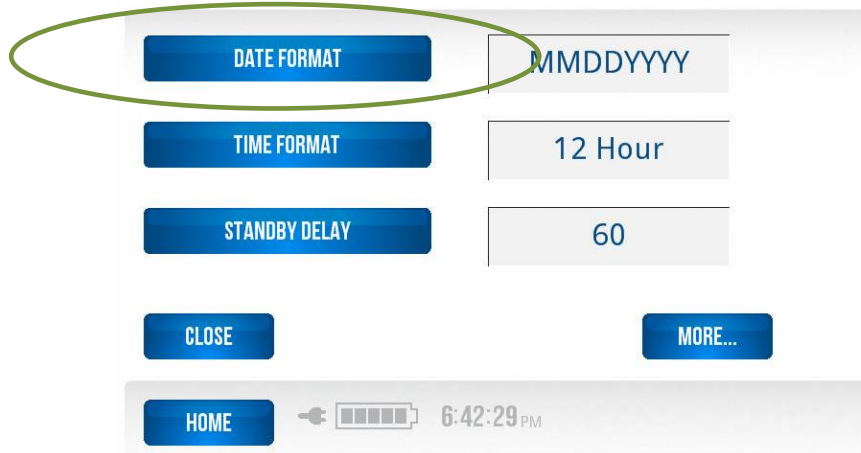 DATE FORMAT MMDDYYYY
TIME FORMAT 12 Hour
STANDBY DELAY 60
CLOSE MORE...
HOME 6:42:29 PM